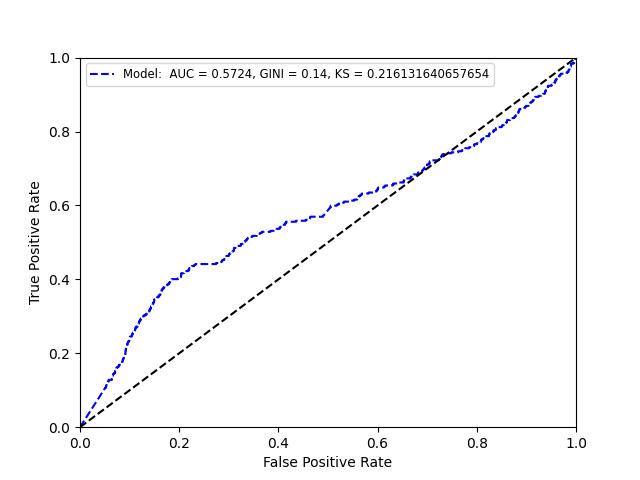 Model:  AUC = 0.5724, GINI = 0.14, KS = 0.216131640657654
1.0
0.8
0.6
0.4
0.2
0.0
True Positive Rate
0.0 0.2 0.4 0.6 0.8 1.0
False Positive Rate